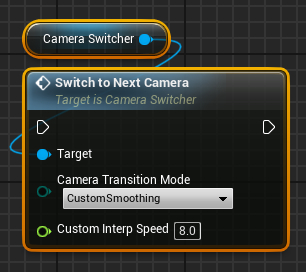 Camera Switcher
Switch to Next Camera
Target is Camera Switcher
Target
Camera Transition Mode
CustomSmoothing
Custom Interp Speed 8.0